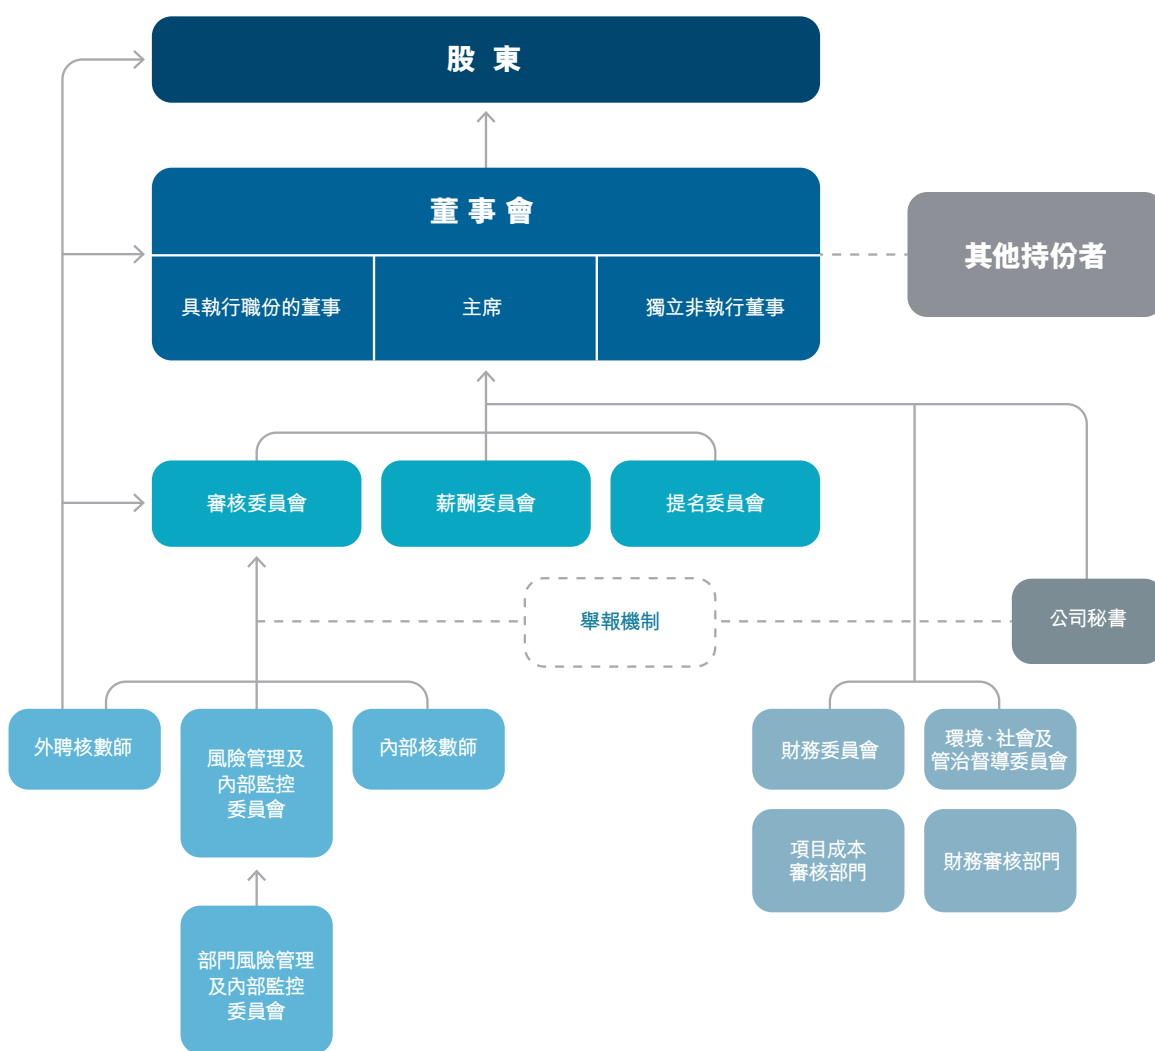 股東
董事會
其他持份者
具執行職份的董事
主席
獨立非執行董事
審核委員會
薪酬委員會
提名委員會
舉報機制
公司秘書
外聘核數師
風險管理及
內部監控
委員會
內部核數師
財務委員會
環境、社會及
管治督導委員會
項目成本
審核部門
財務審核部門
部門風險管理
及內部監控
委員會